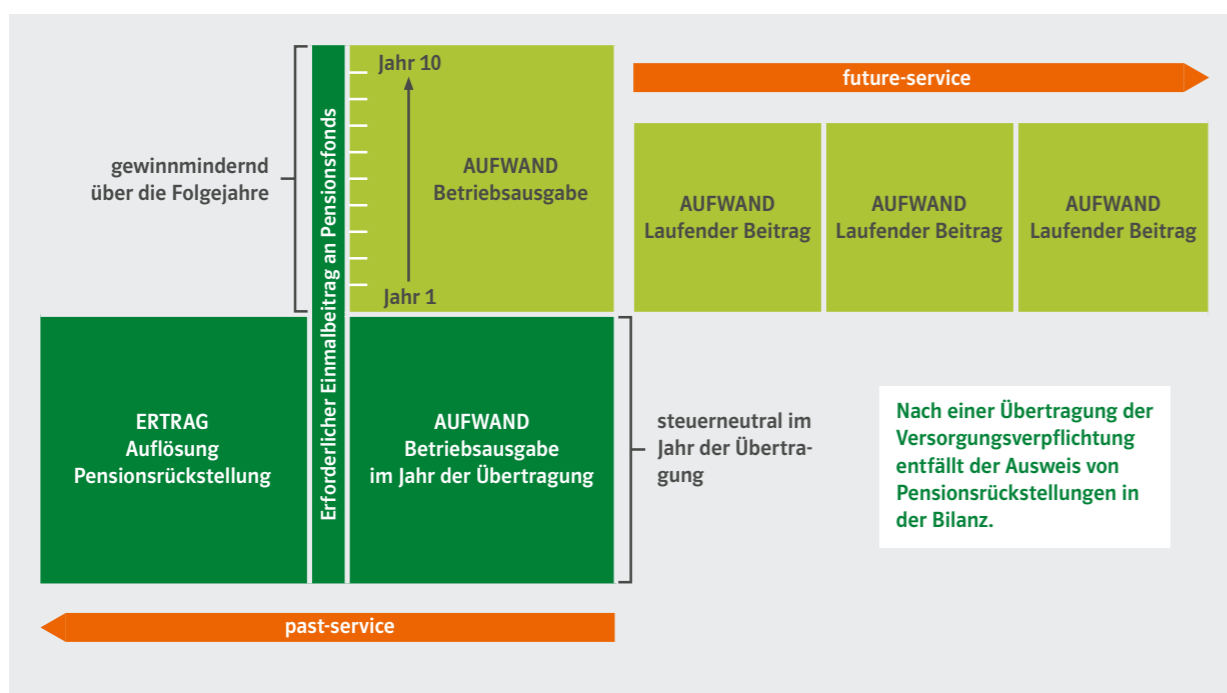 Jahr 10
Jahr 1
Erforderlicher Einmalbeitrag an Pensionsfonds
gewinnmindernd
über die Folgejahre
AUFWAND
Betriebsausgabe
future-service
AUFWAND
Laufender Beitrag
AUFWAND
Laufender Beitrag
AUFWAND
Laufender Beitrag
ERTRAG
Auflösung
Pensionsrückstellung
AUFWAND
Betriebsausgabe
im Jahr der Übertragung
steuerneutral im
Jahr der Übertra-
gung
Nach einer Übertragung der
Versorgungsverpflichtung
entfällt der Ausweis von
Pensionsrückstellungen in
der Bilanz.
past-service